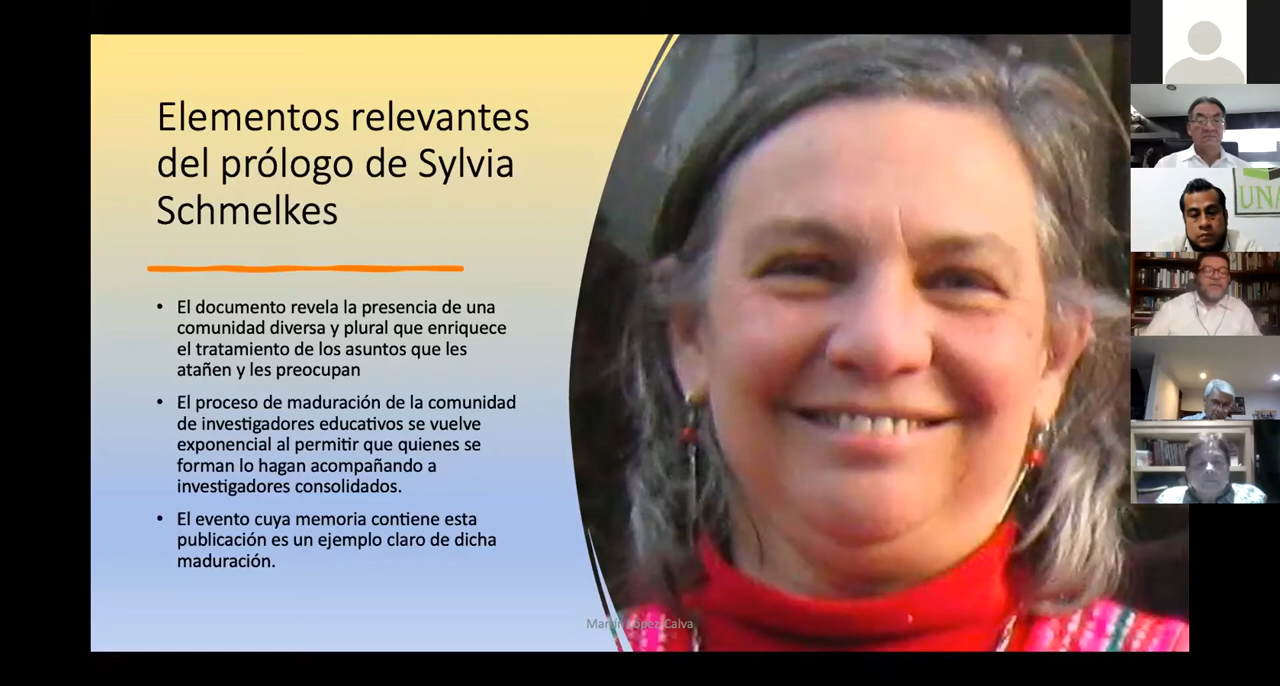 Elementos relevantes
del prólogo de Sylvia
Schmelkes
• El documento revela la presencia de una
comunidad diversa y plural que enriquece
el tratamiento de los asuntos que les
atañen y les preocupan
• El proceso de maduración de la comunidad
de investigadores educativos se vuelve
exponencial al permitir que quienes se
forman lo hagan acompañando a
investigadores consolidados.
• El evento cuya memoria contiene esta
publicación es un ejemplo claro de dicha
maduración.
Martín López Calva